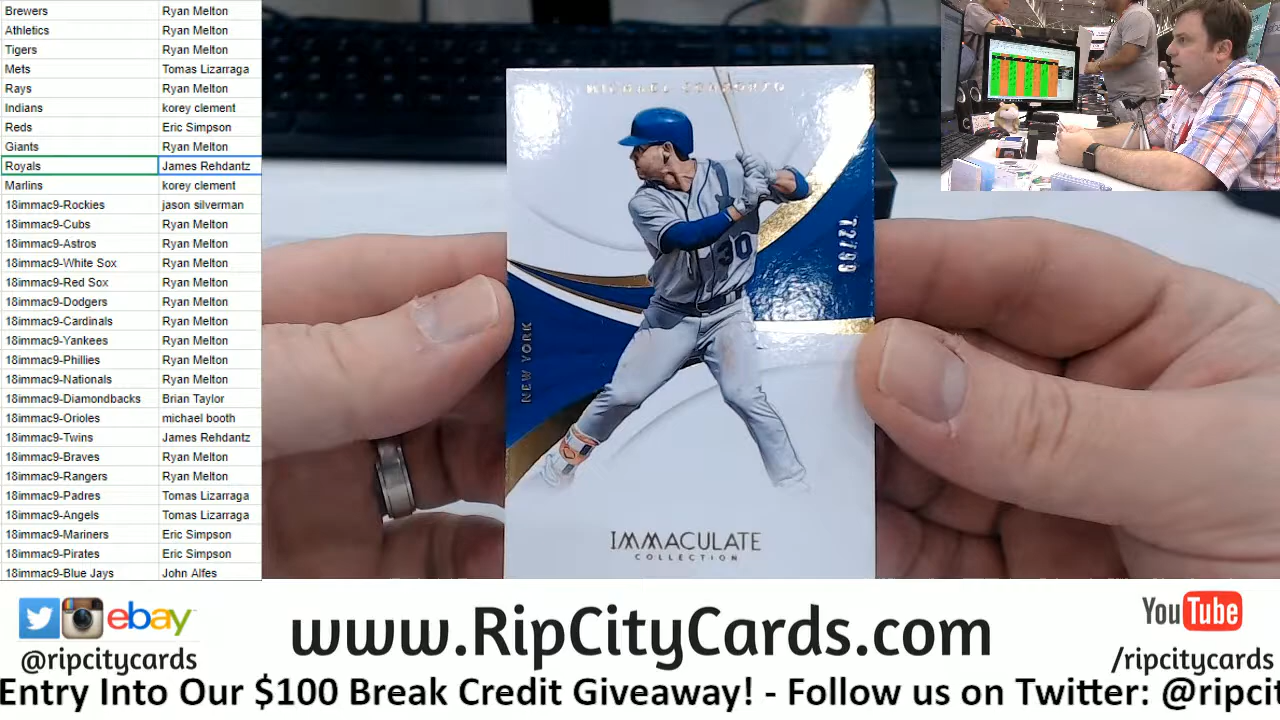 Brewers Ryan Melton
Athletics Ryan Melton
Tigers Ryan Melton
Mets Tomas Lizarraga
Rays Ryan Melton
Indians korey clement
Reds Eric Simpson
Giants Ryan Melton
Royals James Rehdantz
Marlins korey clement
18immac9-Rockies jason silverman
18immac9-Cubs Ryan Melton
18immac9-Astros Ryan Melton
18immac9-White Sox Ryan Melton
18immac9-Red Sox Ryan Melton
18immac9-Dodgers Ryan Melton
18immac9-Cardinals Ryan Melton
18immac9-Yankees Ryan Melton
18immac9-Phillies Ryan Melton
18immac9-Nationals Ryan Melton
18immac9-Diamondbacks Brian Taylor
18immac9-Orioles michael booth
18immac9-Twins James Rehdantz
18immac9-Braves Ryan Melton
18immac9-Rangers Ryan Melton
18immac9-Padres Tomas Lizarraga
18immac9-Angels Tomas Lizarraga
18immac9-Mariners Eric Simpson
18immac9-Pirates Eric Simpson
18immac9-Blue Jays John Alfes
MICHAEL CONFORTO
30
72/99
NEW YORK
IMMACULATE
COLLECTION
ebay
@ripcitycards
www.RipCityCards.com
YouTube
/ripcitycards
Entry Into Our $100 Break Credit Giveaway! - Follow us on Twitter: @ripcit